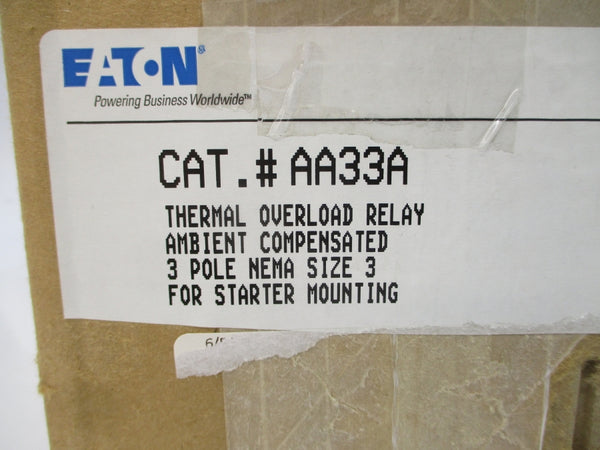 EATON®
Powering Business Worldwide™
CAT.# AA33A
THERMAL OVERLOAD RELAY
AMBIENT COMPENSATED
3 POLE NEMA SIZE 3
FOR STARTER MOUNTING